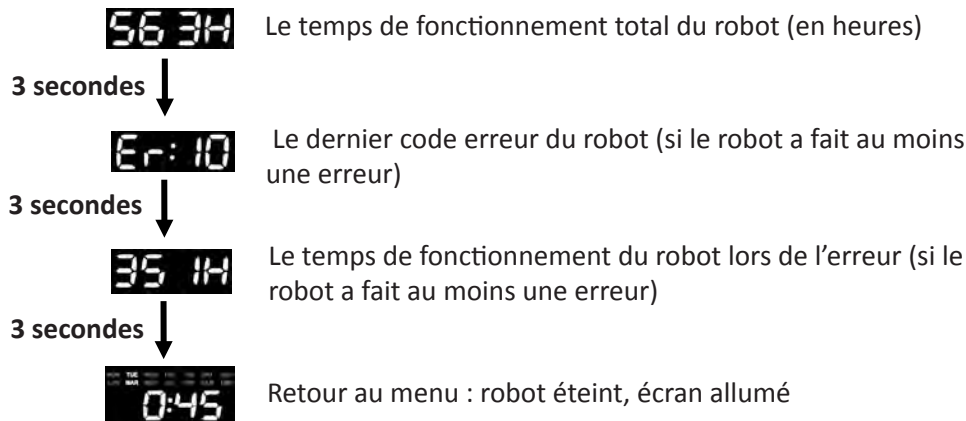 563H Le temps de fonctionnement total du robot (en heures)
3 secondes
Er:10 Le dernier code erreur du robot (si le robot a fait au moins
une erreur)
3 secondes
351H Le temps de fonctionnement du robot lors de l'erreur (si le
robot a fait au moins une erreur)
3 secondes
TUE
MAR
0:45 Retour au menu : robot éteint, écran allumé